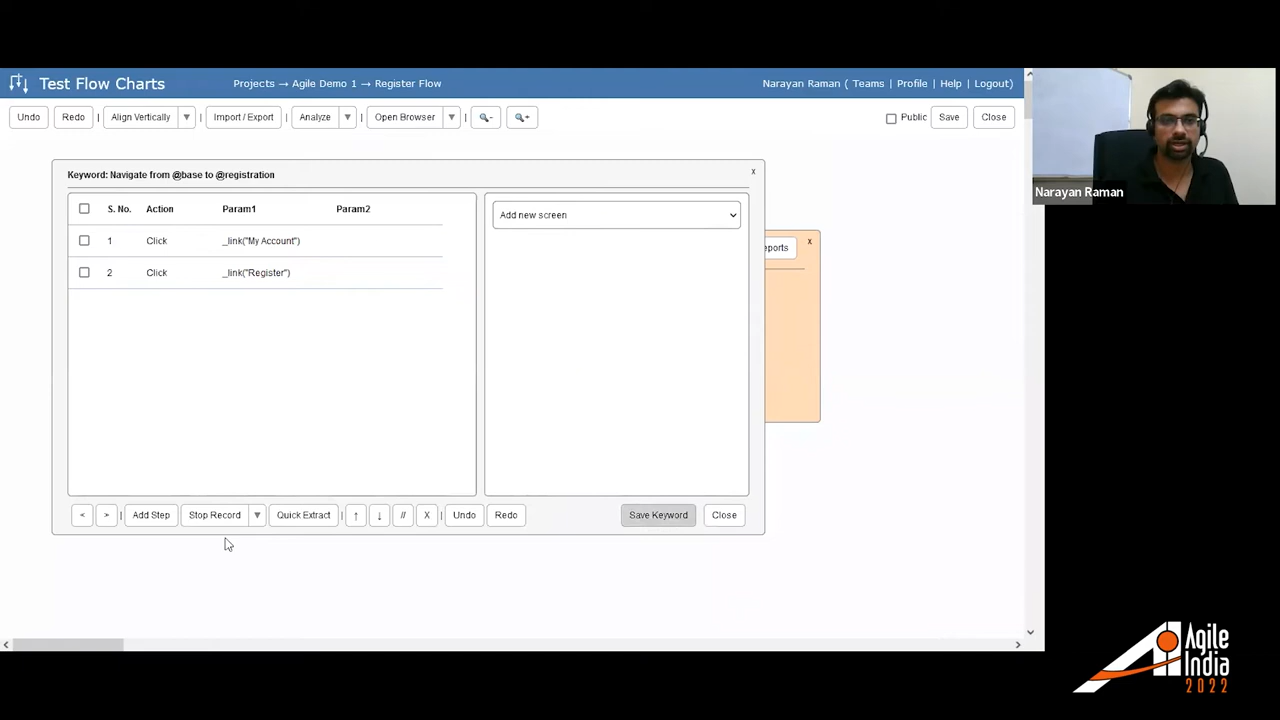 Test Flow Charts Projects → Agile Demo 1 → Register Flow Narayan Raman ( Teams | Profile | Help | Logout)
Undo Redo | Align Vertically ▼ | Import / Export | Analyze ▼ | Open Browser ▼ | - + Public Save Close
Keyword: Navigate from @base to @registration x
S. No. Action Param1 Param2
1 Click _link("My Account")
2 Click _link("Register")
Add new screen
eports x
< > | Add Step Stop Record ▼ Quick Extract | ↑ ↓ // X | Undo Redo Save Keyword Close
Narayan Raman
Agile
India
2022